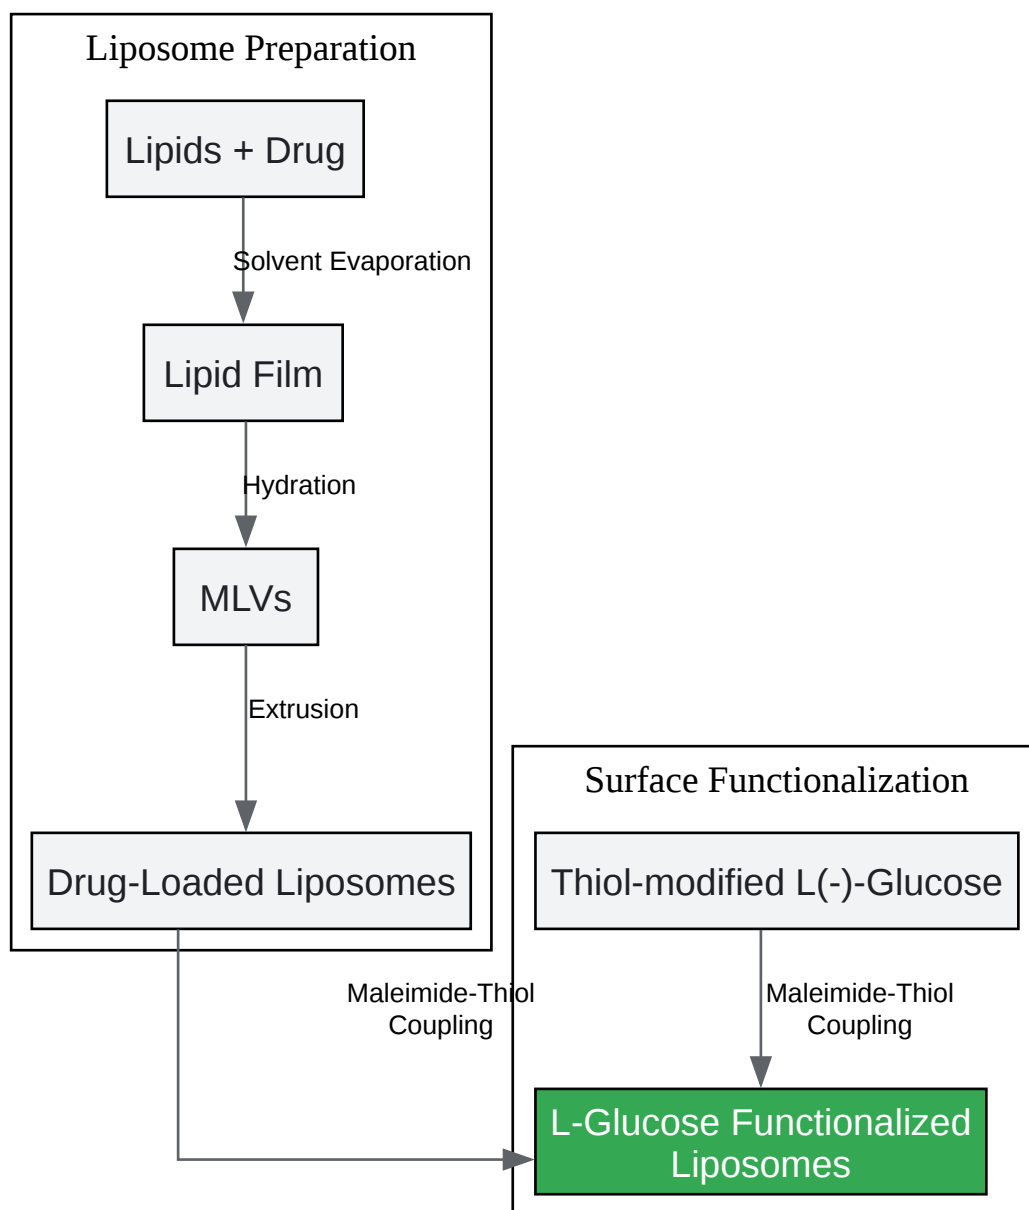 Liposome Preparation
Lipids + Drug
Solvent Evaporation
Lipid Film
Hydration
MLVs
Extrusion
Drug-Loaded Liposomes
Surface Functionalization
Thiol-modified L(-)-Glucose
Maleimide-Thiol
Coupling
Maleimide-Thiol
Coupling
L-Glucose Functionalized
Liposomes